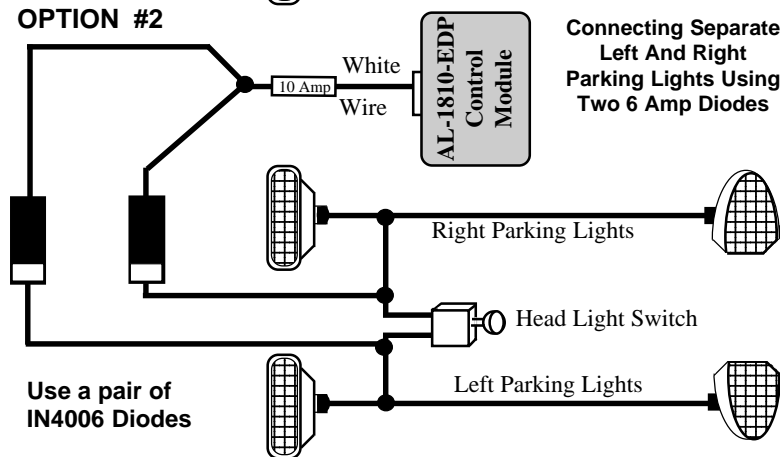 OPTION #2
Connecting Separate
Left And Right
Parking Lights Using
Two 6 Amp Diodes
White
10 Amp
Wire
AL-1810-EDP
Control
Module
Right Parking Lights
Head Light Switch
Left Parking Lights
Use a pair of
IN4006 Diodes